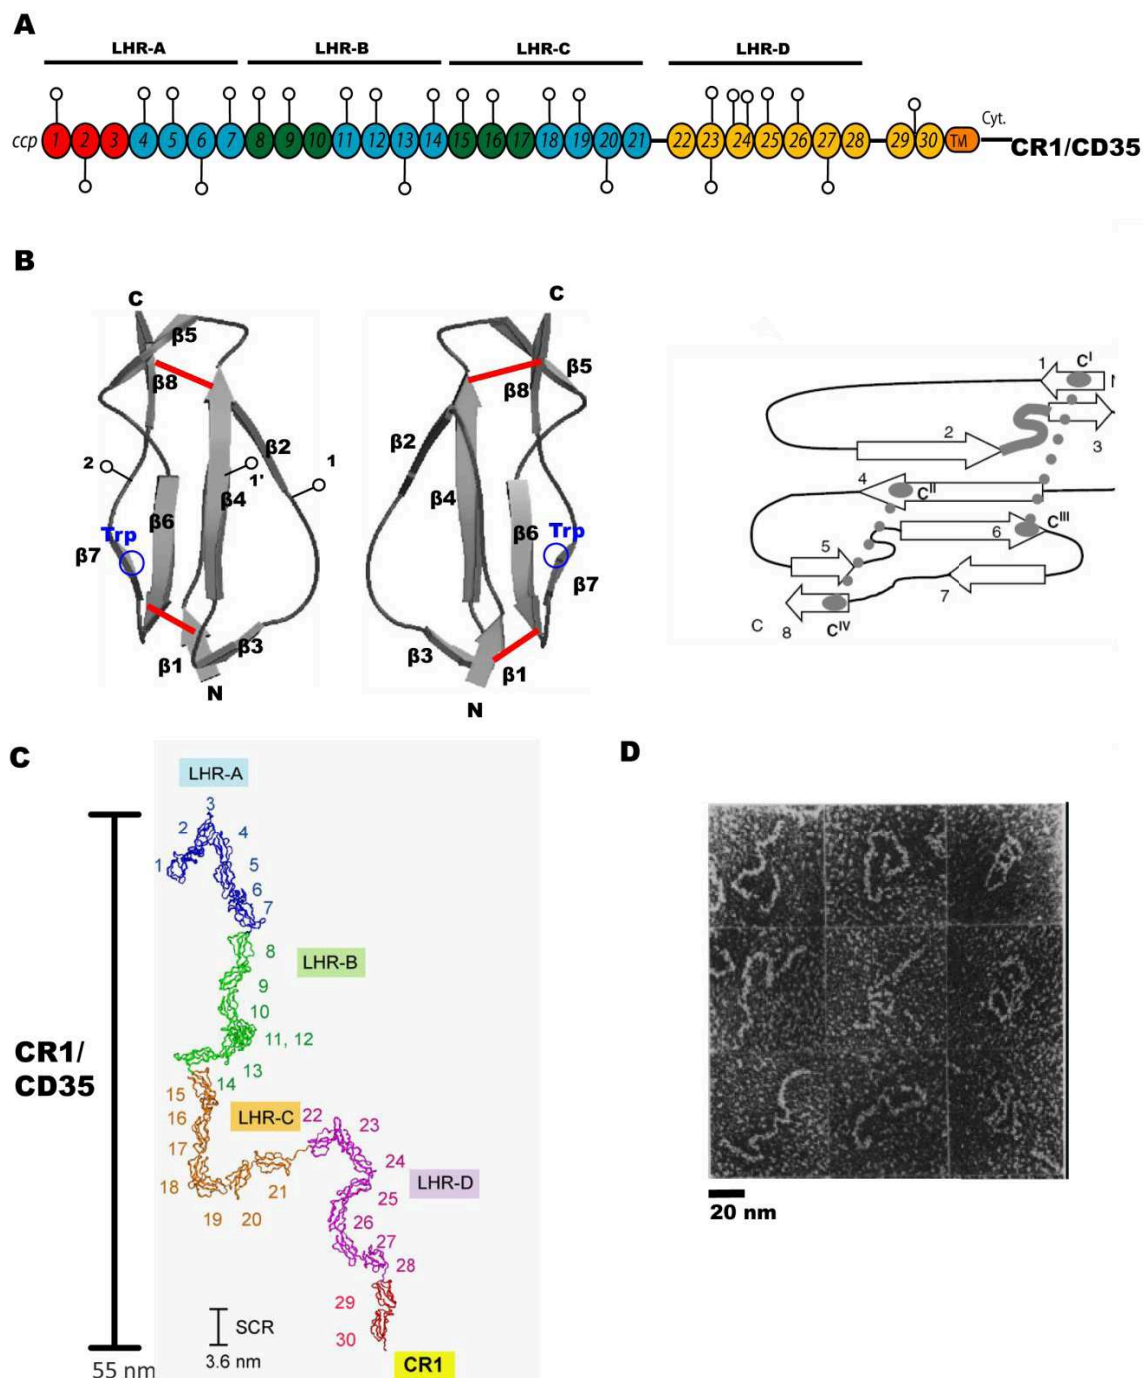 A
LHR-A LHR-B LHR-C LHR-D
ccp 1 2 3 4 5 6 7 8 9 10 11 12 13 14 15 16 17 18 19 20 21 22 23 24 25 26 27 28 29 30 TM Cyt.
CR1/CD35
B
C
β5
β8
β2
2
1'
1
β4
β6
Trp
β7
β1
β3
N
C
β5
β8
β2
β4
β6
Trp
β7
β3
β1
N
1 C^I
2
3
4 C^II
C^III
6
5
7
C 8 C^IV
C
LHR-A
3
2 4
1 5
6
7
8
LHR-B
9
10
11, 12
13
14
15
16
LHR-C
17
18
19 20 21
22 23
24
LHR-D
25
26
27
28
29
30
CR1/
CD35
SCR
3.6 nm
55 nm
CR1
D
20 nm